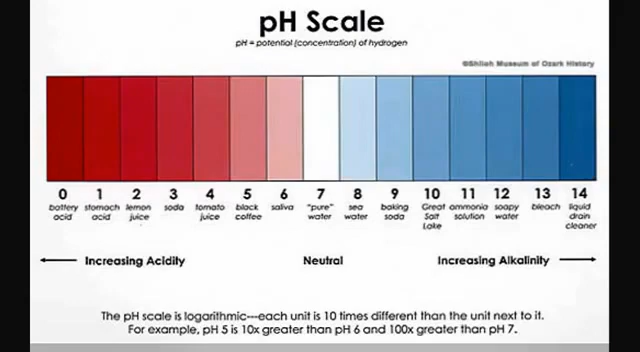 pH Scale
pH = potential (concentration) of hydrogen
©Shiloh Museum of Ozark History
0 1 2 3 4 5 6 7 8 9 10 11 12 13 14
battery acid stomach acid lemon juice soda tomato juice black coffee saliva "pure" water sea water baking soda Great Salt Lake ammonia solution soapy water bleach liquid drain cleaner
Increasing Acidity Neutral Increasing Alkalinity
The pH scale is logarithmic---each unit is 10 times different than the unit next to it.
For example, pH 5 is 10x greater than pH 6 and 100x greater than pH 7.